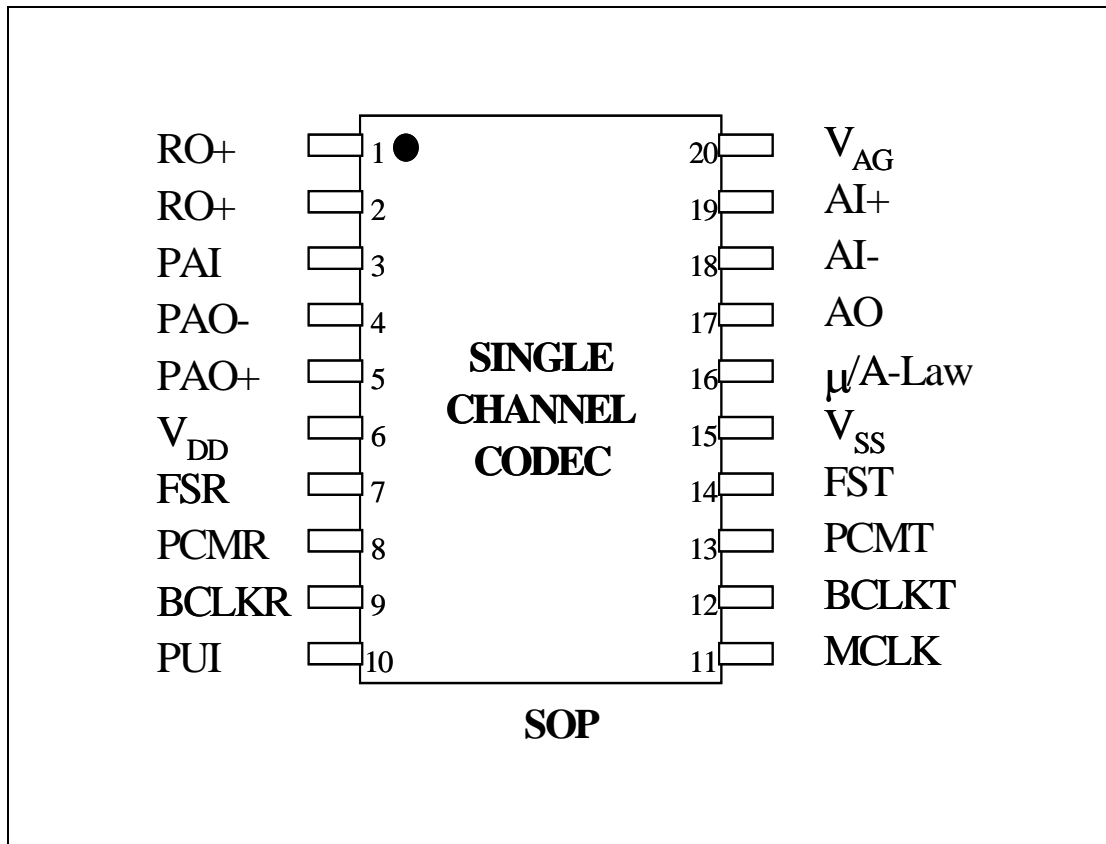 RO+ 1 20 VAG
RO+ 2 19 AI+
PAI 3 18 AI-
PAO- 4 17 AO
PAO+ 5 16 μ/A-Law
VDD 6 15 VSS
FSR 7 14 FST
PCMR 8 13 PCMT
BCLKR 9 12 BCLKT
PUI 10 11 MCLK
SINGLE
CHANNEL
CODEC
SOP